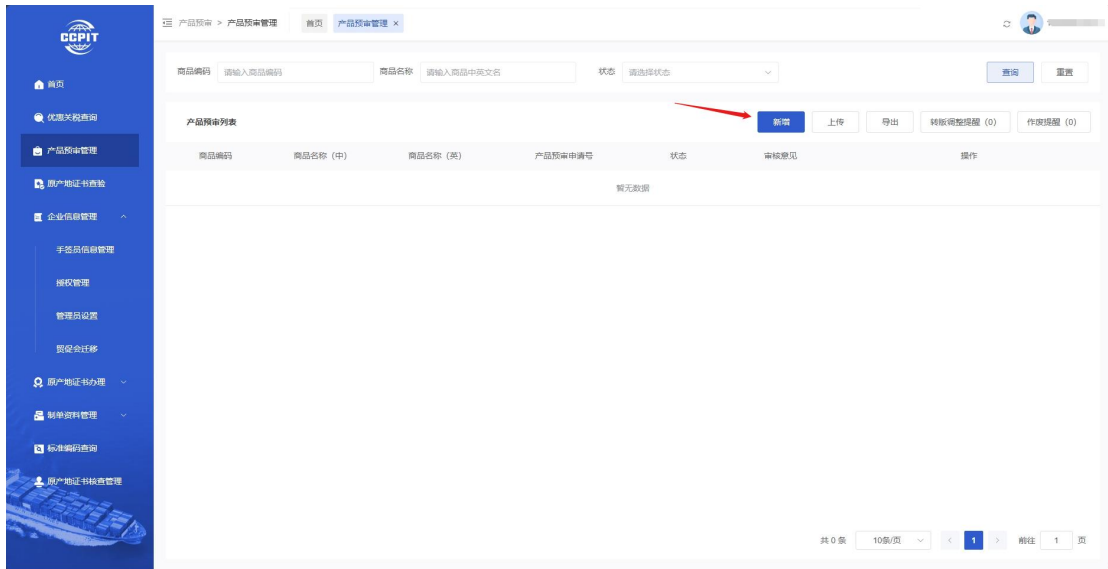 CCPIT
产品预审 > 产品预审管理 首页 产品预审管理 ×
商品编码 请输入商品编码 商品名称 请输入商品中英文名 状态 请选择状态 查询 重置
首页
优惠关税查询
产品预审管理
原产地证书查验
企业信息管理
手签员信息管理
授权管理
管理员设置
贸促会迁移
原产地证书办理
制单资料管理
标准编码查询
原产地证书核查管理
产品预审列表 新增 上传 导出 转版调整提醒 (0) 作废提醒 (0)
商品编码 商品名称 (中) 商品名称 (英) 产品预审申请号 状态 审核意见 操作
暂无数据
共 0 条 10条/页 < 1 > 前往 1 页